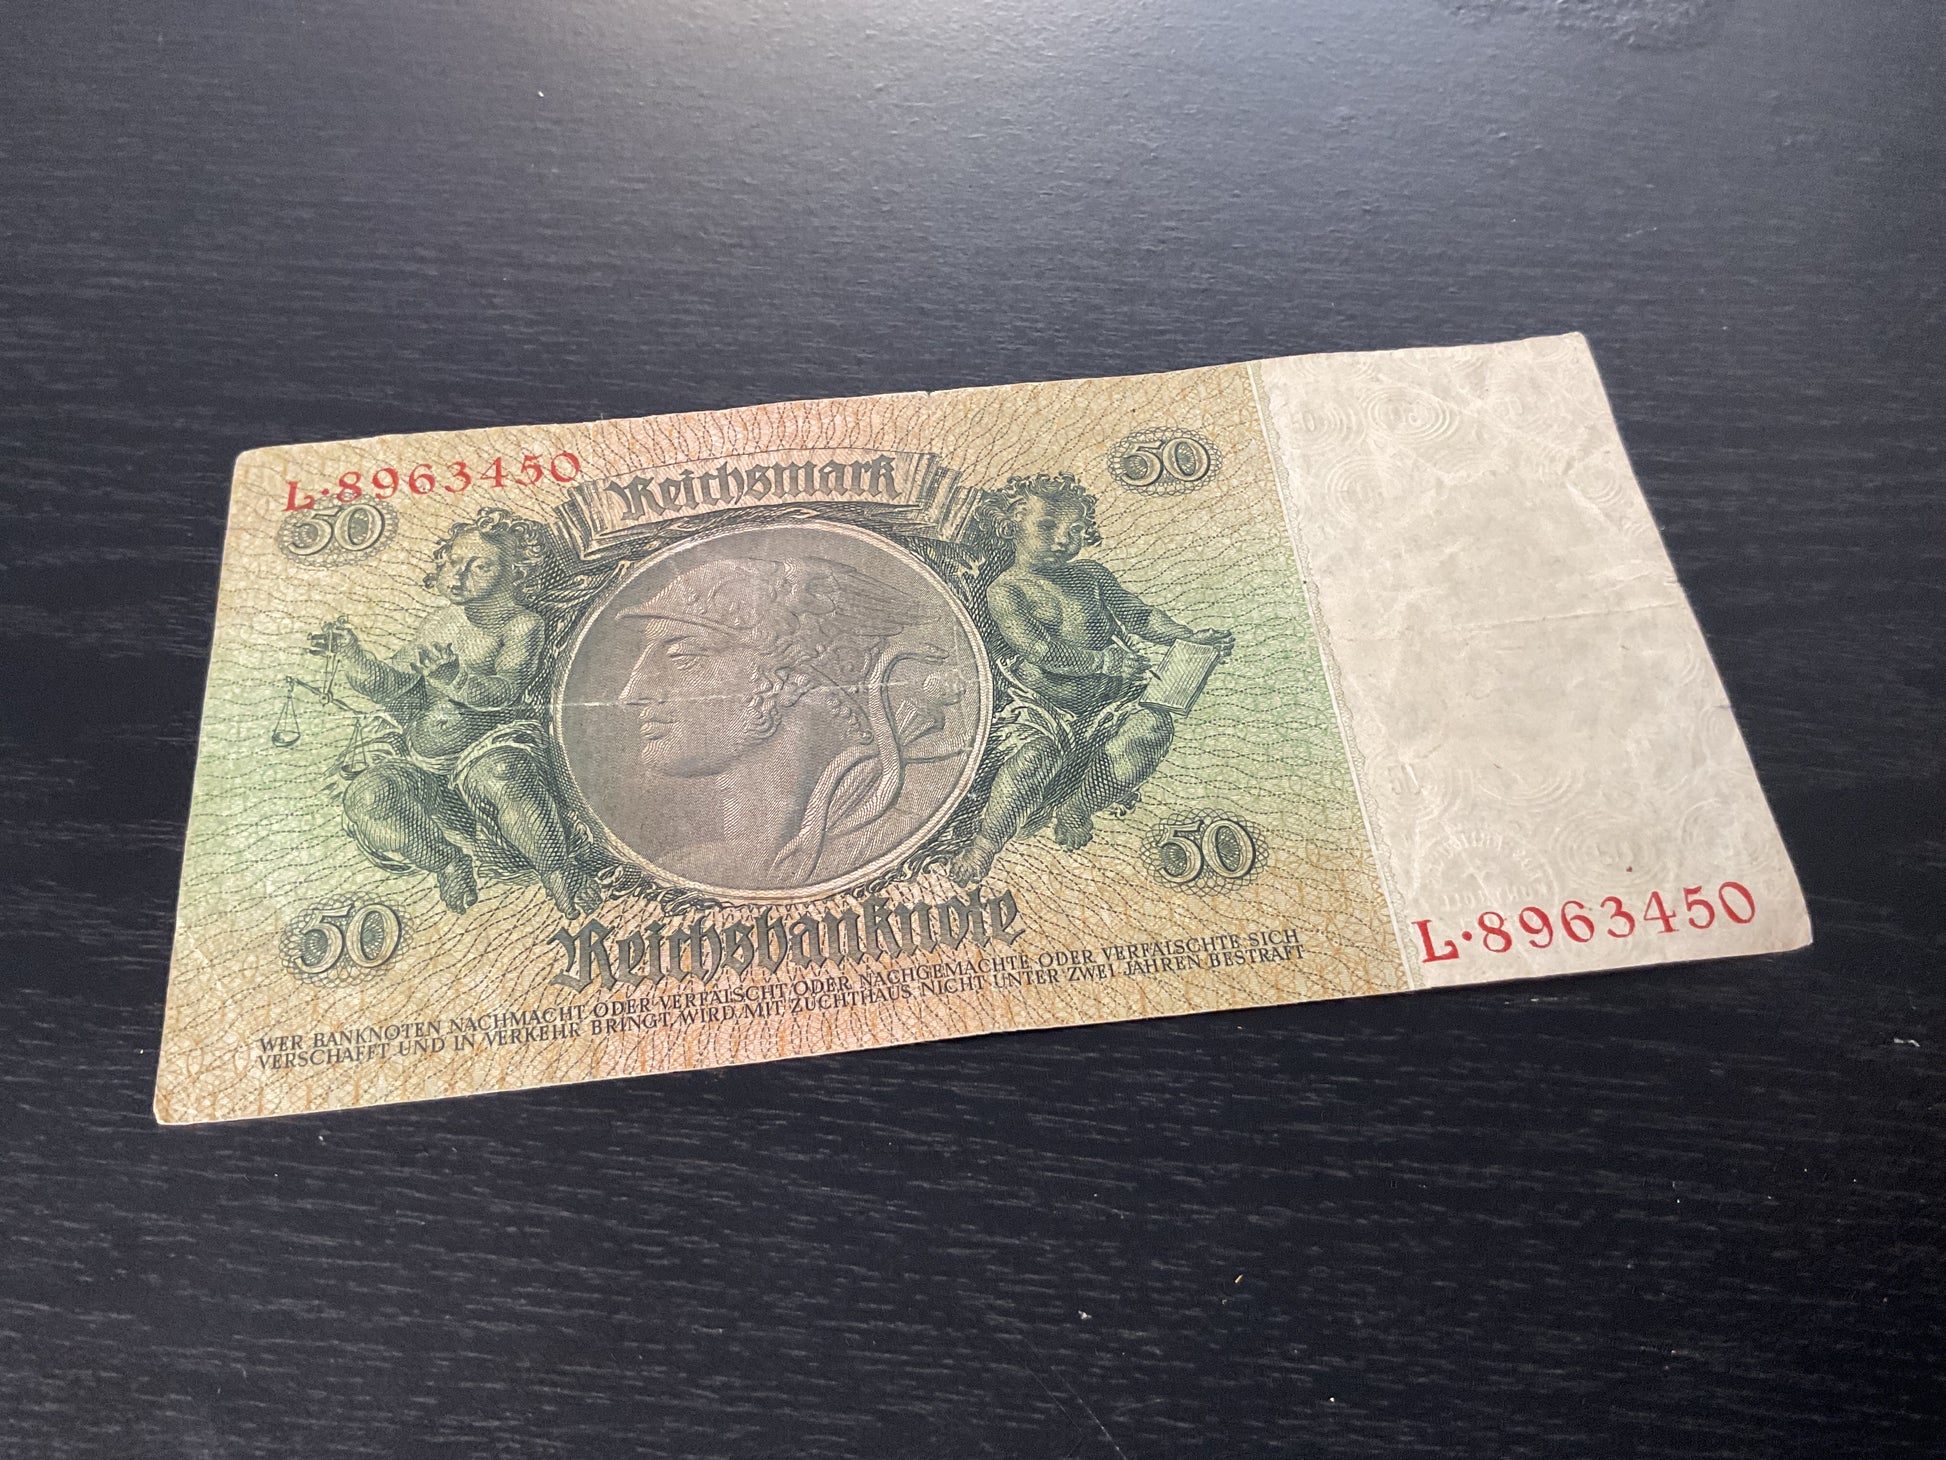 L·8963450
Reichsmark
50
50
50
50
Reichsbanknote
WER BANKNOTEN NACHMACHT ODER VERFÄLSCHT ODER NACHGEMACHTE ODER VERFÄLSCHTE SICH
VERSCHAFFT UND IN VERKEHR BRINGT, WIRD MIT ZUCHTHAUS NICHT UNTER ZWEI JAHREN BESTRAFT
L·8963450